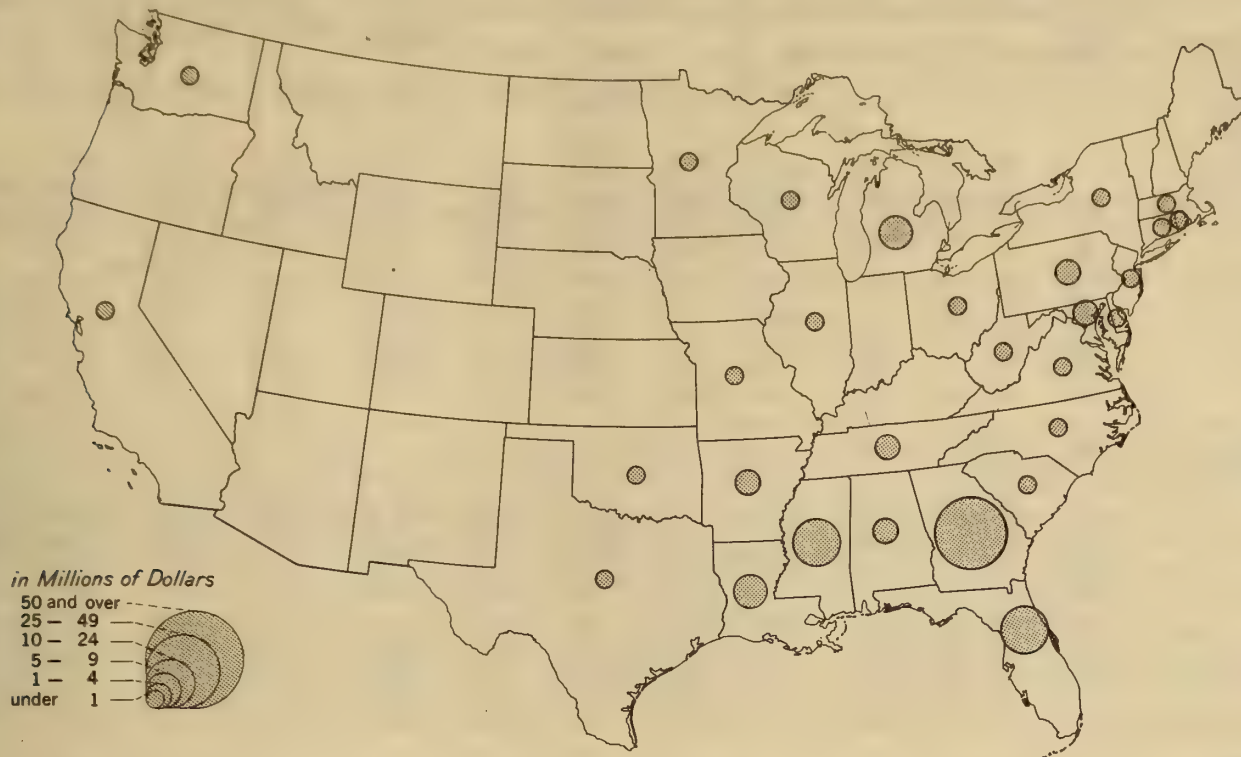 in Millions of Dollars
50 and over
25 – 49
10 – 24
5 – 9
1 – 4
under 1